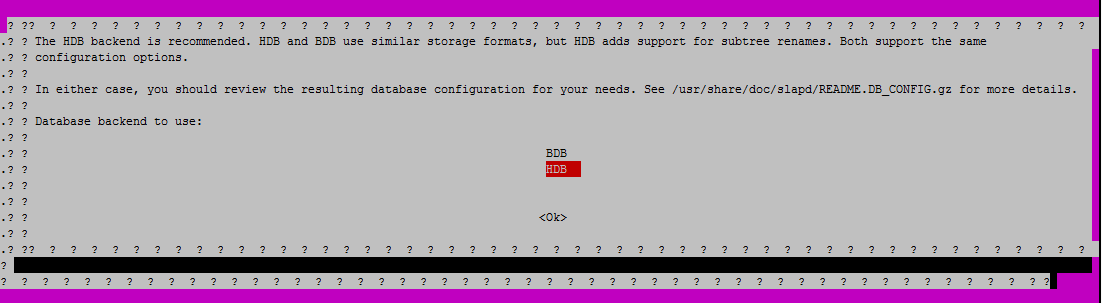 ? ?? ? ? ? ? ? ? ? ? ? ? ? ? ? ? ? ? ? ? ? ? ? ? ? ? ? ? ? ? ? ? ? ? ? ? ? ? ? ? ? ? ? ? ? ? ? ? ? ? ? ?
.? ? The HDB backend is recommended. HDB and BDB use similar storage formats, but HDB adds support for subtree renames. Both support the same
.? ? configuration options.
.? ?
.? ? In either case, you should review the resulting database configuration for your needs. See /usr/share/doc/slapd/README.DB_CONFIG.gz for more details.
.? ?
.? ? Database backend to use:
.? ?
.? ? BDB
.? ? HDB
.? ?
.? ?
.? ? <Ok>
.? ?
.? ?? ? ? ? ? ? ? ? ? ? ? ? ? ? ? ? ? ? ? ? ? ? ? ? ? ? ? ? ? ? ? ? ? ? ? ? ? ? ? ? ? ? ? ? ? ? ? ? ? ? ? ?
?
? ? ? ? ? ? ? ? ? ? ? ? ? ? ? ? ? ? ? ? ? ? ? ? ? ? ? ? ? ? ? ? ? ? ? ? ? ? ? ? ? ? ? ? ? ? ? ? ? ? ??